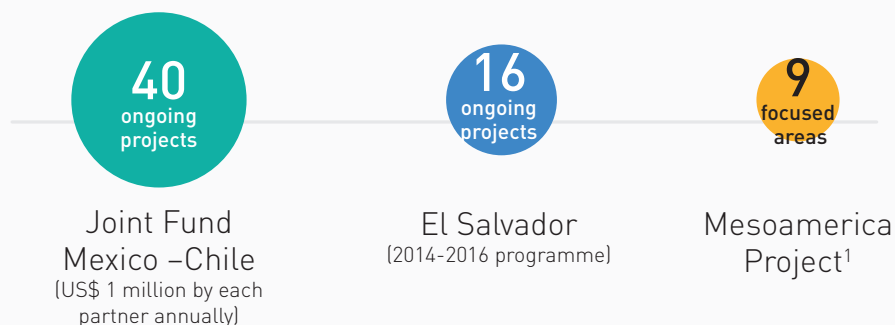 40
ongoing
projects
Joint Fund
Mexico –Chile
(US$ 1 million by each
partner annually)
16
ongoing
projects
El Salvador
(2014-2016 programme)
9
focused
areas
Mesoamerica
Project¹